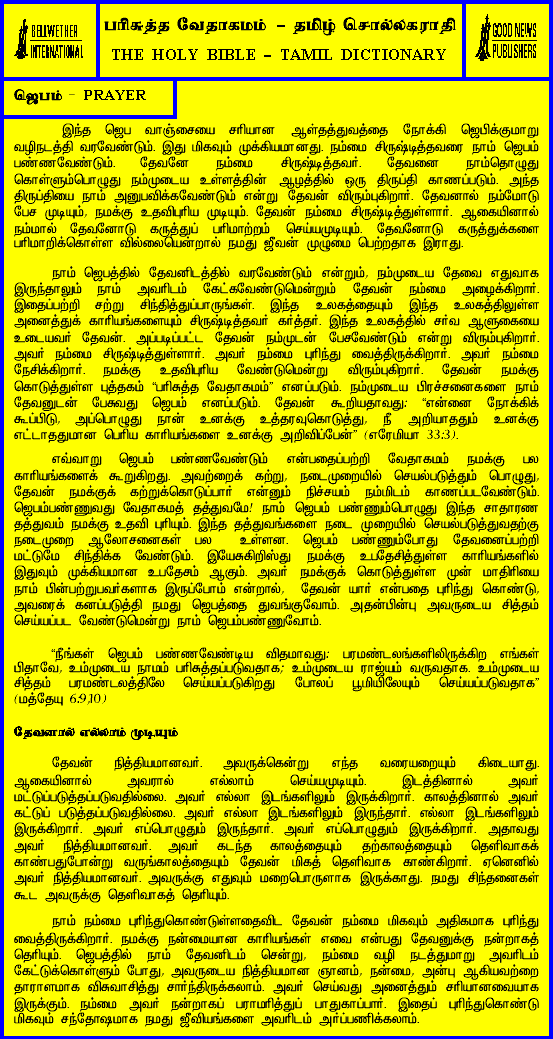 BELLWETHER
INTERNATIONAL
பரிசுத்த வேதாகமம் – தமிழ் சொல்லகராதி
THE HOLY BIBLE – TAMIL DICTIONARY
GOOD NEWS
PUBLISHERS
ஜெபம் - PRAYER
இந்த ஜெப வாஞ்சையை சரியான ஆள்தத்துவத்தை நோக்கி ஜெபிக்குமாறு
வழிநடத்தி வரவேண்டும். இது மிகவும் முக்கியமானது. நம்மை சிருஷ்டித்தவரை நாம் ஜெபம்
பண்ணவேண்டும். தேவனே நம்மை சிருஷ்டித்தவர். தேவனை நாம்தொழுது
கொள்ளும்பொழுது நம்முடைய உள்ளத்தின் ஆழத்தில் ஒரு திருப்தி காணப்படும். அந்த
திருப்தியை நாம் அனுபவிக்கவேண்டும் என்று தேவன் விரும்புகிறார். தேவனால் நம்மோடு
பேச முடியும், நமக்கு உதவிபுரிய முடியும். தேவன் நம்மை சிருஷ்டித்துள்ளார். ஆகையினால்
நம்மால் தேவனோடு கருத்துப் பரிமாற்றம் செய்யமுடியும். தேவனோடு கருத்துக்களை
பரிமாறிக்கொள்ள வில்லையென்றால் நமது ஜீவன் முழுமை பெற்றதாக இராது.
நாம் ஜெபத்தில் தேவனிடத்தில் வரவேண்டும் என்றும், நம்முடைய தேவை எதுவாக
இருந்தாலும் நாம் அவரிடம் கேட்கவேண்டுமென்றும் தேவன் நம்மை அழைக்கிறார்.
இதைப்பற்றி சற்று சிந்தித்துப்பாருங்கள். இந்த உலகத்தையும் இந்த உலகத்திலுள்ள
அனைத்துக் காரியங்களையும் சிருஷ்டித்தவர் கர்த்தர். இந்த உலகத்தில் சர்வ ஆளுகையை
உடையவர் தேவன். அப்படிப்பட்ட தேவன் நம்முடன் பேசவேண்டும் என்று விரும்புகிறார்.
அவர் நம்மை சிருஷ்டித்துள்ளார். அவர் நம்மை புரிந்து வைத்திருக்கிறார். அவர் நம்மை
நேசிக்கிறார். நமக்கு உதவிபுரிய வேண்டுமென்று விரும்புகிறார். தேவன் நமக்கு
கொடுத்துள்ள புத்தகம் “பரிசுத்த வேதாகமம்” எனப்படும். நம்முடைய பிரச்சனைகளை நாம்
தேவனுடன் பேசுவது ஜெபம் எனப்படும். தேவன் கூறியதாவது: “என்னை நோக்கிக்
கூப்பிடு, அப்பொழுது நான் உனக்கு உத்தரவுகொடுத்து, நீ அறியாததும் உனக்கு
எட்டாததுமான பெரிய காரியங்களை உனக்கு அறிவிப்பேன்” (எரேமியா 33:3).
எவ்வாறு ஜெபம் பண்ணவேண்டும் என்பதைப்பற்றி வேதாகமம் நமக்கு பல
காரியங்களைக் கூறுகிறது. அவற்றைக் கற்று, நடைமுறையில் செயல்படுத்தும் பொழுது,
தேவன் நமக்குக் கற்றுக்கொடுப்பார் என்னும் நிச்சயம் நம்மிடம் காணப்படவேண்டும்.
ஜெபம்பண்ணுவது வேதாகமத் தத்துவமே! நாம் ஜெபம் பண்ணும்பொழுது இந்த சாதாரண
தத்துவம் நமக்கு உதவி புரியும். இந்த தத்துவங்களை நடை முறையில் செயல்படுத்துவதற்கு
நடைமுறை ஆலோசனைகள் பல உள்ளன. ஜெபம் பண்ணும்போது தேவனைப்பற்றி
மட்டுமே சிந்திக்க வேண்டும். இயேசுகிறிஸ்து நமக்கு உபதேசித்துள்ள காரியங்களில்
இதுவும் முக்கியமான உபதேசம் ஆகும். அவர் நமக்குக் கொடுத்துள்ள முன் மாதிரியை
நாம் பின்பற்றுபவர்களாக இருப்போம் என்றால், தேவன் யார் என்பதை புரிந்து கொண்டு,
அவரைக் கனப்படுத்தி நமது ஜெபத்தை துவங்குவோம். அதன்பின்பு அவருடைய சித்தம்
செய்யப்பட வேண்டுமென்று நாம் ஜெபம்பண்ணுவோம்.
“நீங்கள் ஜெபம் பண்ணவேண்டிய விதமாவது: பரமண்டலங்களிலிருக்கிற எங்கள்
பிதாவே, உம்முடைய நாமம் பரிசுத்தப்படுவதாக; உம்முடைய ராஜ்யம் வருவதாக. உம்முடைய
சித்தம் பரமண்டலத்திலே செய்யப்படுகிறது போலப் பூமியிலேயும் செய்யப்படுவதாக”
(மத்தேயு 6:9,10)
தேவனால் எல்லாம் முடியும்
தேவன் நித்தியமானவர். அவருக்கென்று எந்த வரையறையும் கிடையாது.
ஆகையினால் அவரால் எல்லாம் செய்யமுடியும். இடத்தினால் அவர்
மட்டுப்படுத்தப்படுவதில்லை. அவர் எல்லா இடங்களிலும் இருக்கிறார். காலத்தினால் அவர்
கட்டுப் படுத்தப்படுவதில்லை. அவர் எல்லா இடங்களிலும் இருந்தார். எல்லா இடங்களிலும்
இருக்கிறார். அவர் எப்பொழுதும் இருந்தார். அவர் எப்பொழுதும் இருக்கிறார். அதாவது
அவர் நித்தியமானவர். அவர் கடந்த காலத்தையும் தற்காலத்தையும் தெளிவாகக்
காண்பதுபோன்று வருங்காலத்தையும் தேவன் மிகத் தெளிவாக காண்கிறார். ஏனெனில்
அவர் நித்தியமானவர். அவருக்கு எதுவும் மறைபொருளாக இருக்காது. நமது சிந்தனைகள்
கூட அவருக்கு தெளிவாகத் தெரியும்.
நாம் நம்மை புரிந்துகொண்டுள்ளதைவிட தேவன் நம்மை மிகவும் அதிகமாக புரிந்து
வைத்திருக்கிறார். நமக்கு நன்மையான காரியங்கள் எவை என்பது தேவனுக்கு நன்றாகத்
தெரியும். ஜெபத்தில் நாம் தேவனிடம் சென்று, நம்மை வழி நடத்துமாறு அவரிடம்
கேட்டுக்கொள்ளும் போது, அவருடைய நித்தியமான ஞானம், நன்மை, அன்பு ஆகியவற்றை
தாராளமாக விசுவாசித்து சார்ந்திருக்கலாம். அவர் செய்வது அனைத்தும் சரியானவையாக
இருக்கும். நம்மை அவர் நன்றாகப் பராமரித்துப் பாதுகாப்பார். இதைப் புரிந்துகொண்டு
மிகவும் சந்தோஷமாக நமது ஜீவியங்களை அவரிடம் அர்ப்பணிக்கலாம்.